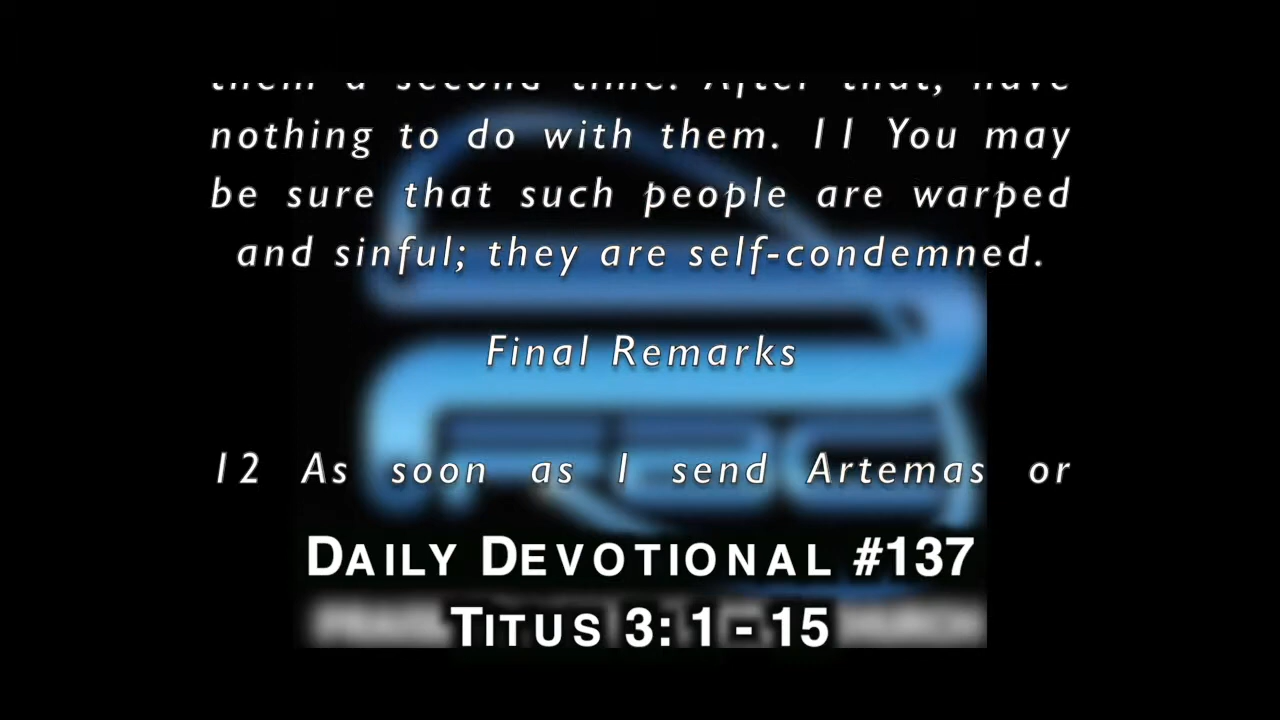 them a second time. After that, have
nothing to do with them. 11 You may
be sure that such people are warped
and sinful; they are self-condemned.
Final Remarks
12 As soon as I send Artemas or
DAILY DEVOTIONAL #137
TITUS 3: 1 - 15